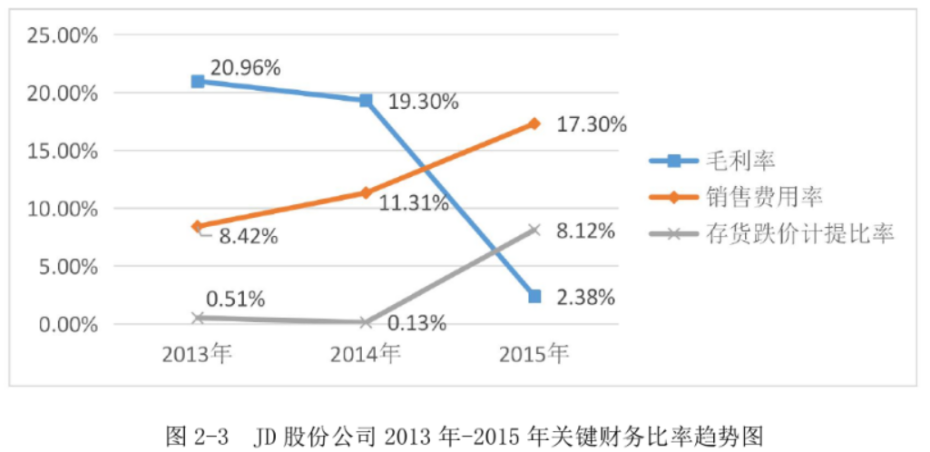 25.00%
20.00%
15.00%
10.00%
5.00%
0.00%
20.96%
19.30%
17.30%
11.31%
8.42%
8.12%
0.51%
0.13%
2.38%
2013年
2014年
2015年
毛利率
销售费用率
存货跌价计提比率
图 2-3 JD 股份公司 2013 年-2015 年关键财务比率趋势图